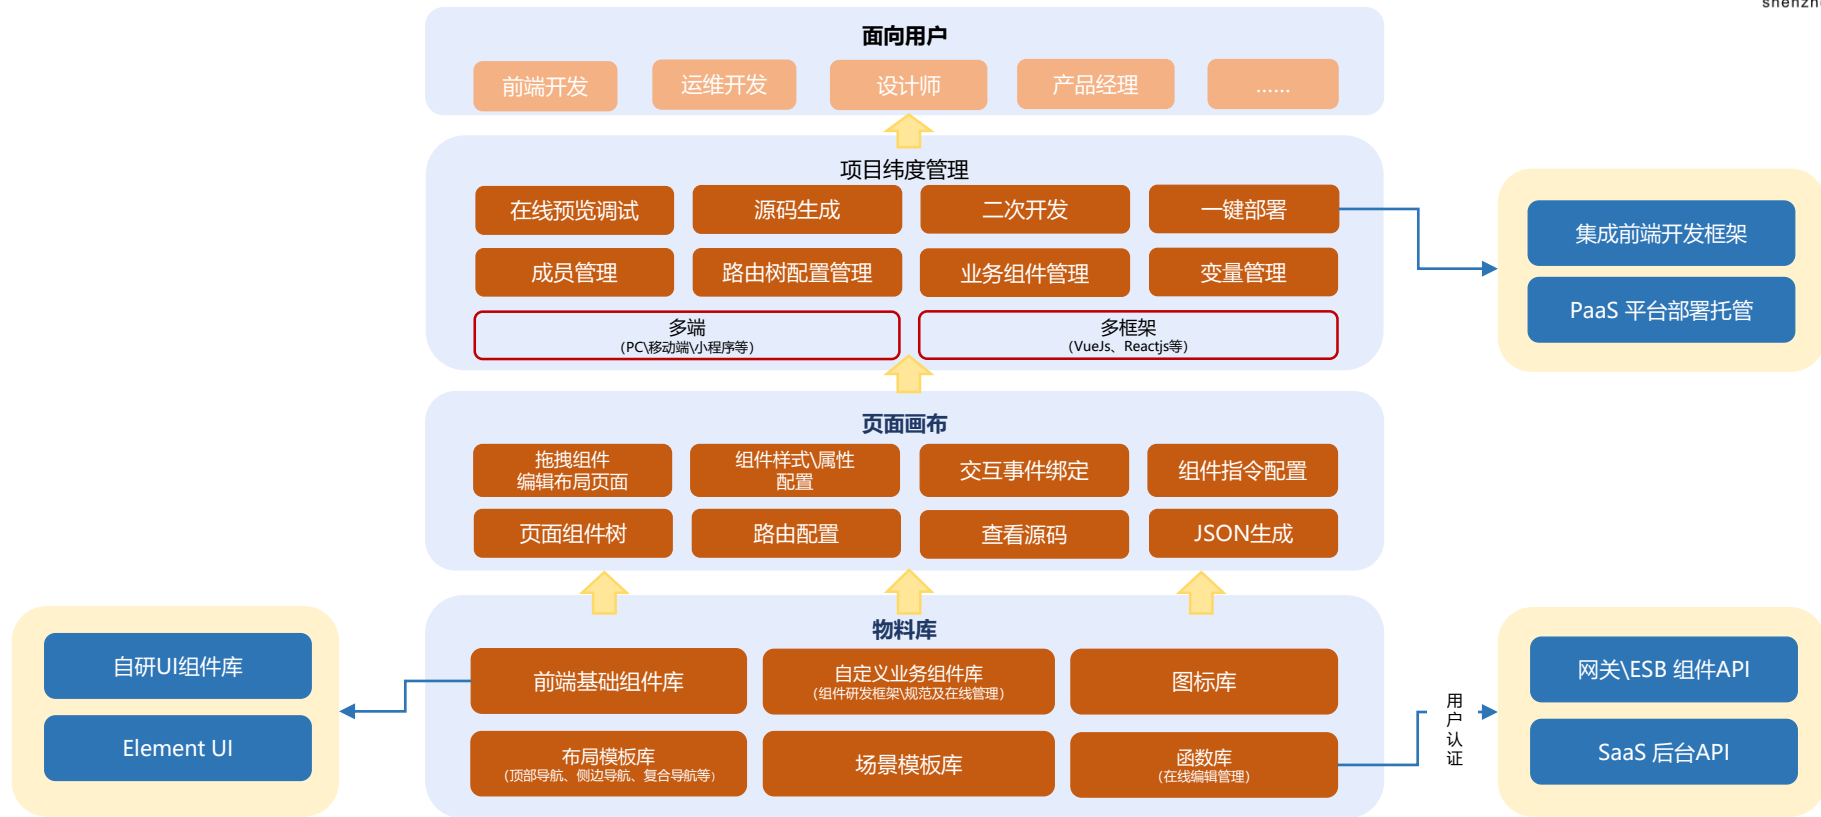 shenzh
面向用户
前端开发
运维开发
设计师
产品经理
......
项目纬度管理
在线预览调试
源码生成
二次开发
一键部署
成员管理
路由树配置管理
业务组件管理
变量管理
多端
(PC\移动端\小程序等)
多框架
(VueJs、Reactjs等)
集成前端开发框架
PaaS 平台部署托管
页面画布
拖拽组件
编辑布局页面
组件样式\属性
配置
交互事件绑定
组件指令配置
页面组件树
路由配置
查看源码
JSON生成
物料库
前端基础组件库
自定义业务组件库
(组件研发框架\规范及在线管理)
图标库
布局模板库
(顶部导航、侧边导航、复合导航等)
场景模板库
函数库
(在线编辑管理)
自研UI组件库
Element UI
用
户
认
证
网关\ESB 组件API
SaaS 后台API